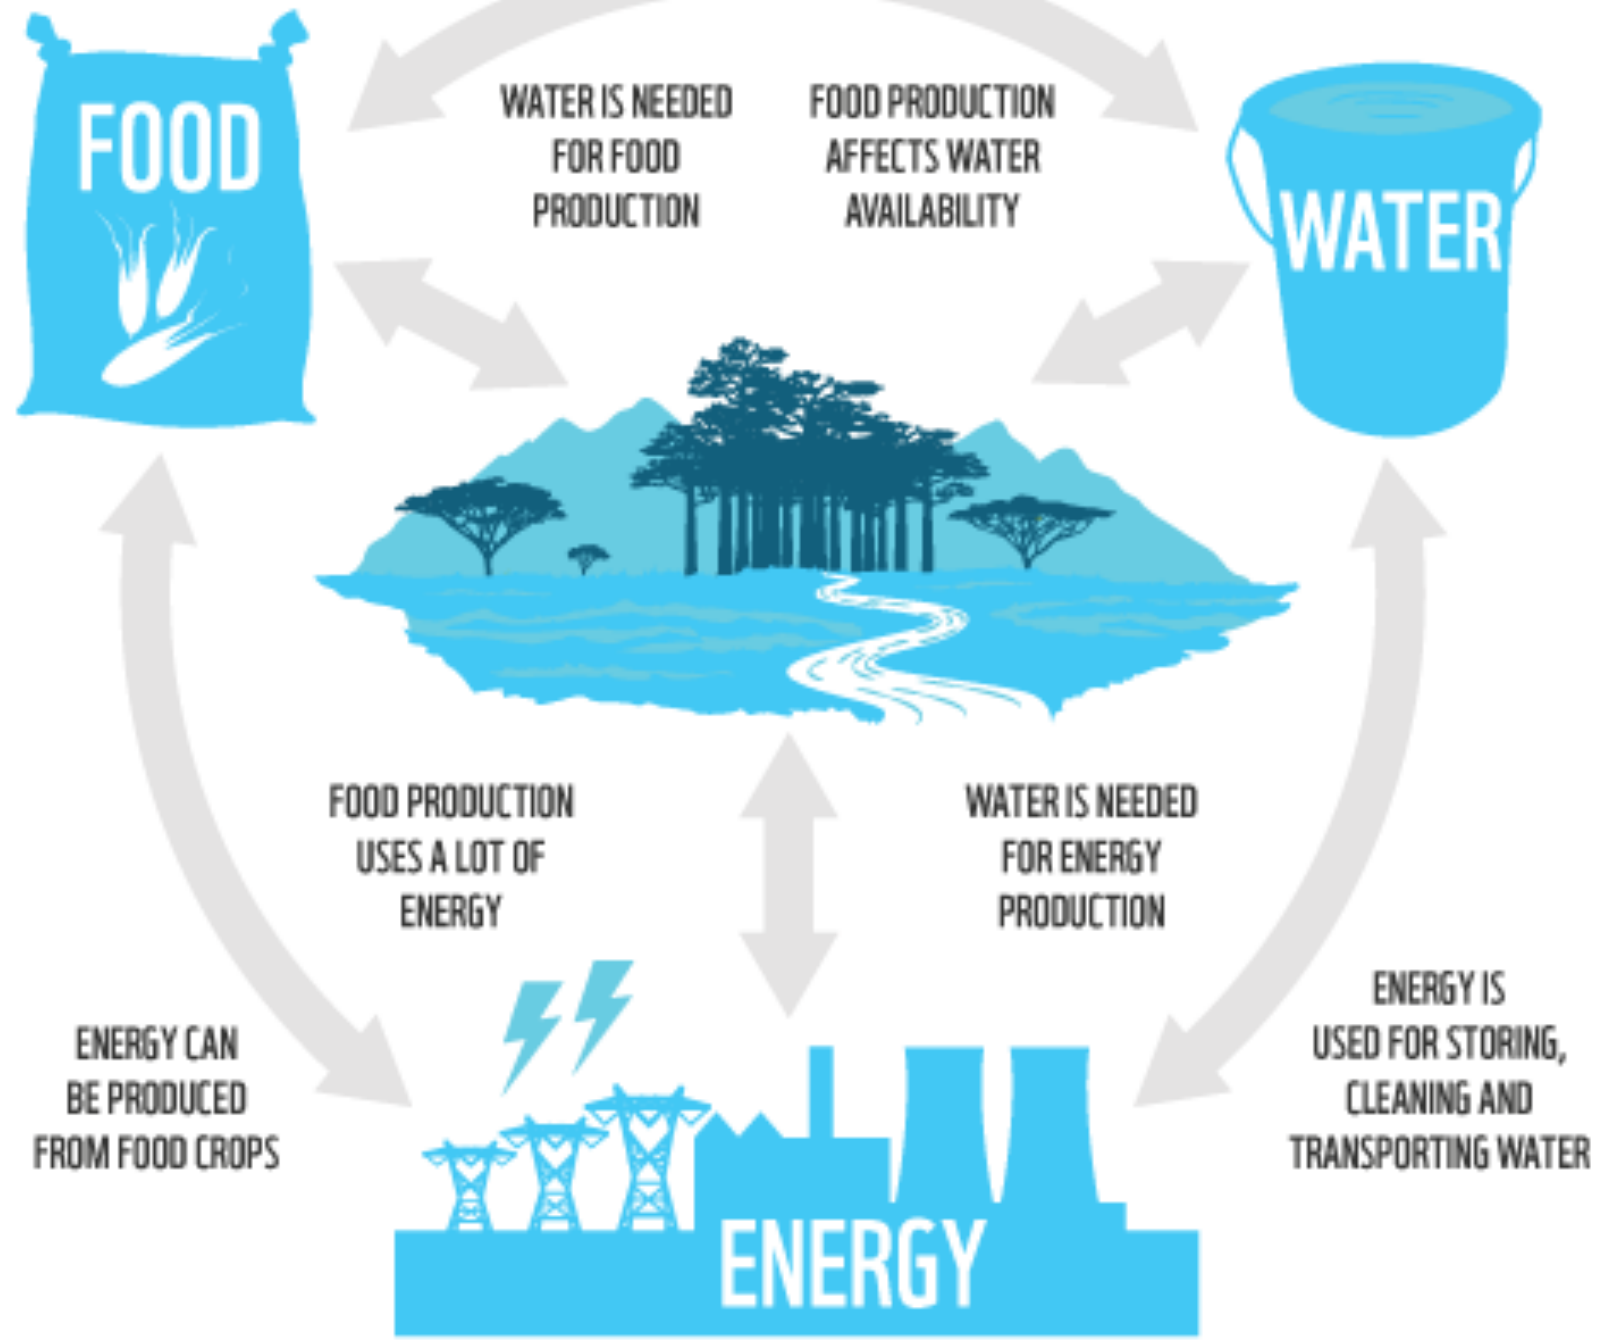 FOOD
WATER IS NEEDED
FOR FOOD
PRODUCTION
FOOD PRODUCTION
AFFECTS WATER
AVAILABILITY
WATER
FOOD PRODUCTION
USES A LOT OF
ENERGY
WATER IS NEEDED
FOR ENERGY
PRODUCTION
ENERGY CAN
BE PRODUCED
FROM FOOD CROPS
ENERGY IS
USED FOR STORING,
CLEANING AND
TRANSPORTING WATER
ENERGY